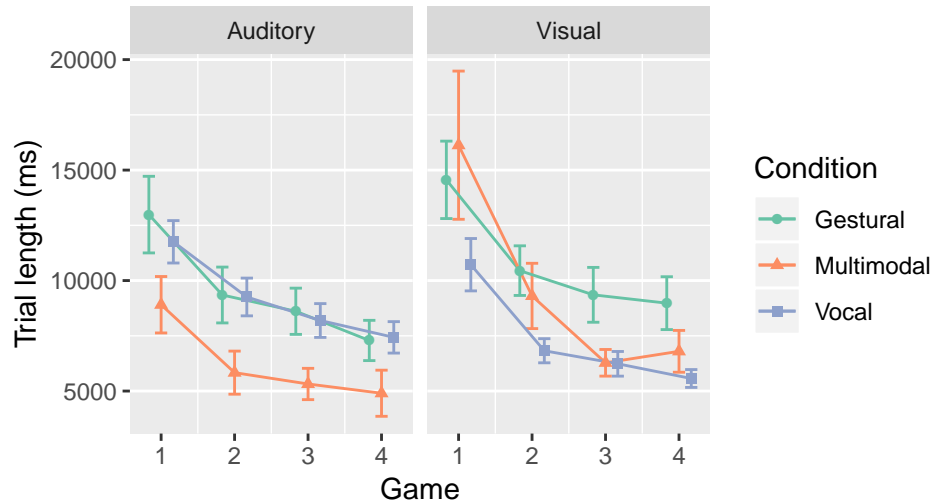 Auditory
Visual
20000
15000
10000
5000
Trial length (ms)
1 2 3 4
1 2 3 4
Game
Condition
Gestural
Multimodal
Vocal